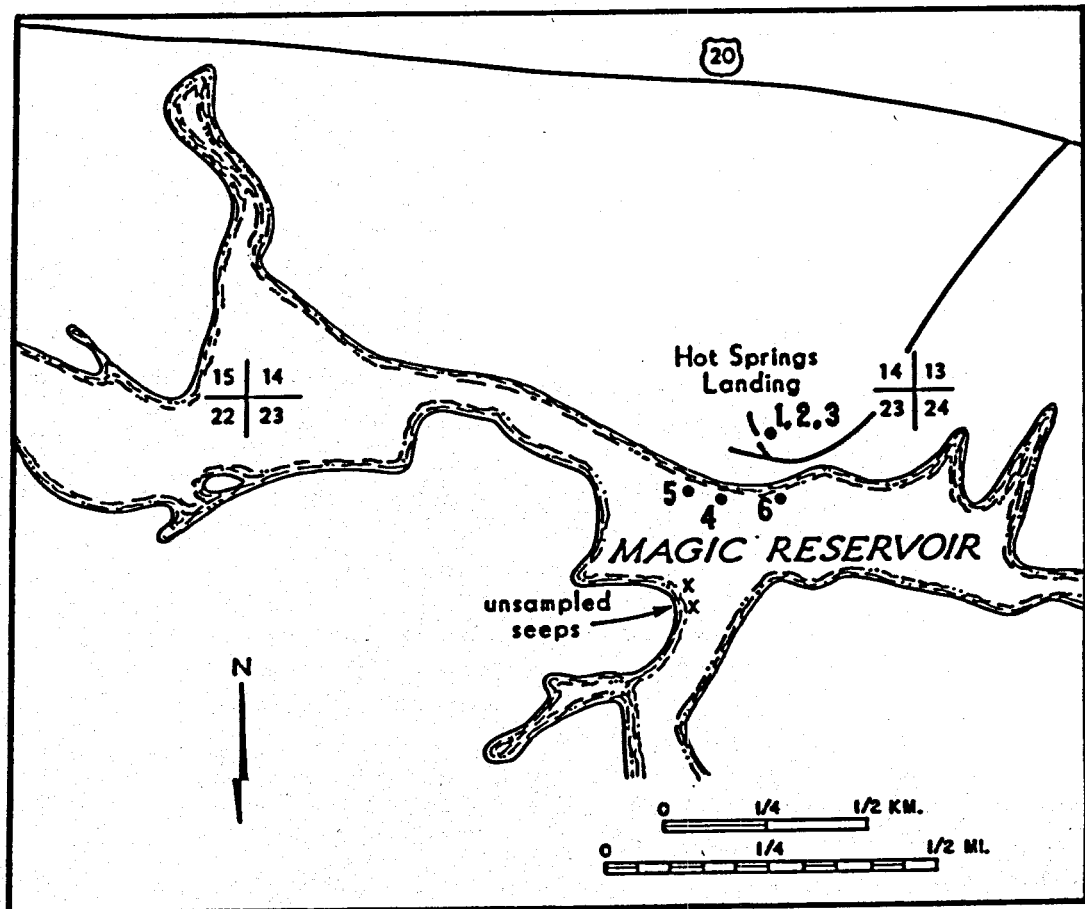 20
Hot Springs
Landing
1,2,3
15 14
22 23
14 13
23 24
5
4
6
MAGIC RESERVOIR
x
x
unsampled
seeps
N
0 1/4 1/2 KM.
0 1/4 1/2 MI.